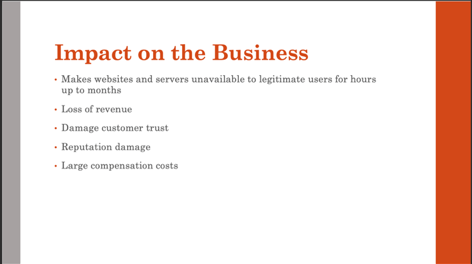 Impact on the Business
• Makes websites and servers unavailable to legitimate users for hours
up to months
• Loss of revenue
• Damage customer trust
• Reputation damage
• Large compensation costs